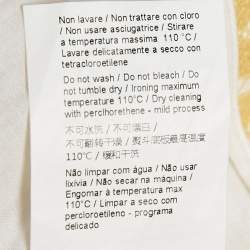 Non lavare / Non trattare con cloro
/ Non usare asciugatrice / Stirare
a temperatura massima 110°C /
Lavare delicatamente a secco con
tetracloroetilene
Do not wash / Do not bleach / Do
not tumble dry / Ironing maximum
temperature 110°C / Dry cleaning
with perclhorethene - mild process
不可水洗 / 不可漂白 /
不可翻转干燥 / 熨斗底板最高温度
110°C / 缓和干洗
Não limpar com água / Não usar
lixívia / Não secar na máquina /
Engomar à temperatura max
110°C / Limpar a seco com
percloroetileno - programa
delicado